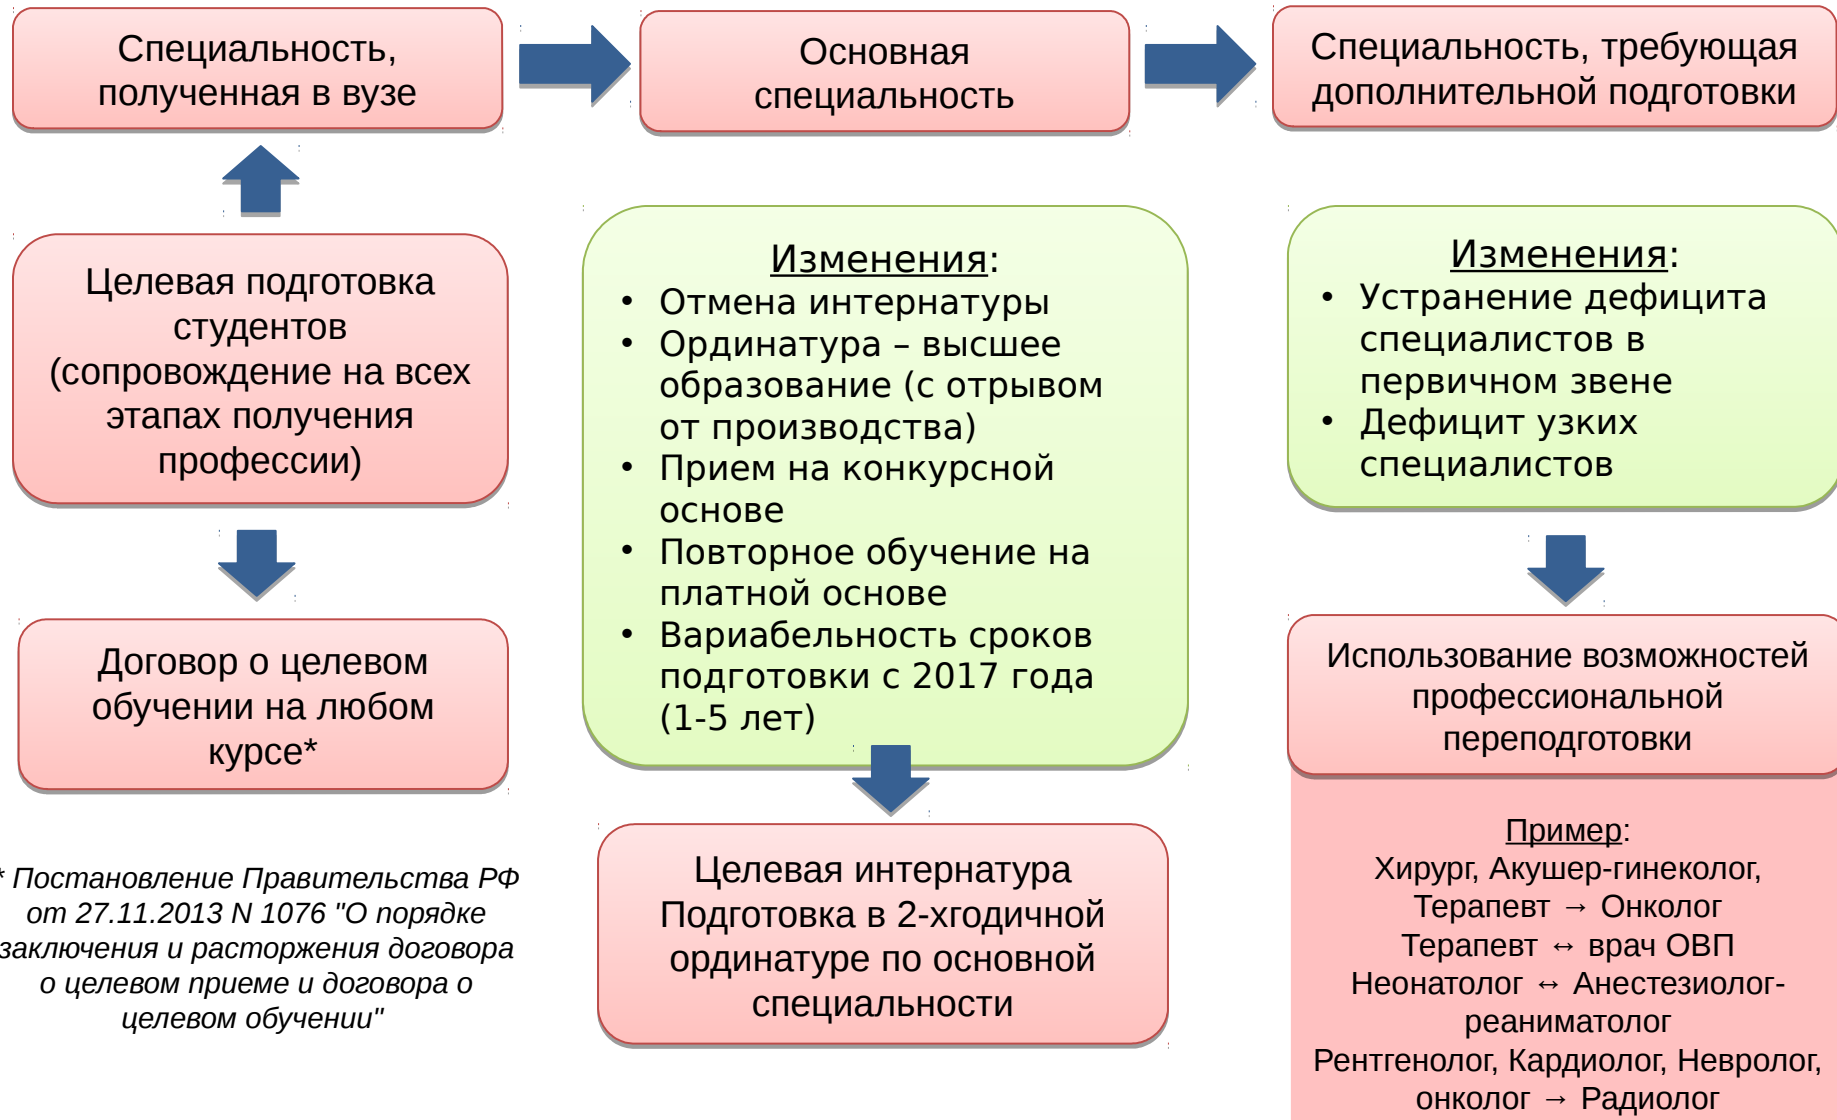 Специальность,
полученная в вузе
Основная
специальность
Специальность, требующая
дополнительной подготовки
Целевая подготовка
студентов
(сопровождение на всех
этапах получения
профессии)
Договор о целевом
обучении на любом
курсе*
* Постановление Правительства РФ
от 27.11.2013 N 1076 "О порядке
заключения и расторжения договора
о целевом приеме и договора о
целевом обучении"
Изменения:
• Отмена интернатуры
• Ординатура – высшее
образование (с отрывом
от производства)
• Прием на конкурсной
основе
• Повторное обучение на
платной основе
• Вариабельность сроков
подготовки с 2017 года
(1-5 лет)
Целевая интернатура
Подготовка в 2-хгодичной
ординатуре по основной
специальности
Изменения:
• Устранение дефицита
специалистов в
первичном звене
• Дефицит узких
специалистов
Использование возможностей
профессиональной
переподготовки
Пример:
Хирург, Акушер-гинеколог,
Терапевт → Онколог
Терапевт ↔ врач ОВП
Неонатолог ↔ Анестезиолог-
реаниматолог
Рентгенолог, Кардиолог, Невролог,
онколог → Радиолог